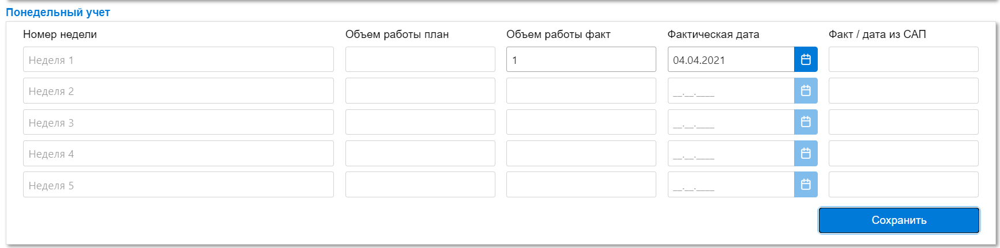 Понедельный учет
Номер недели Объем работы план Объем работы факт Фактическая дата Факт / дата из САП
Неделя 1 1 04.04.2021
Неделя 2 __.__.____
Неделя 3 __.__.____
Неделя 4 __.__.____
Неделя 5 __.__.____
Сохранить